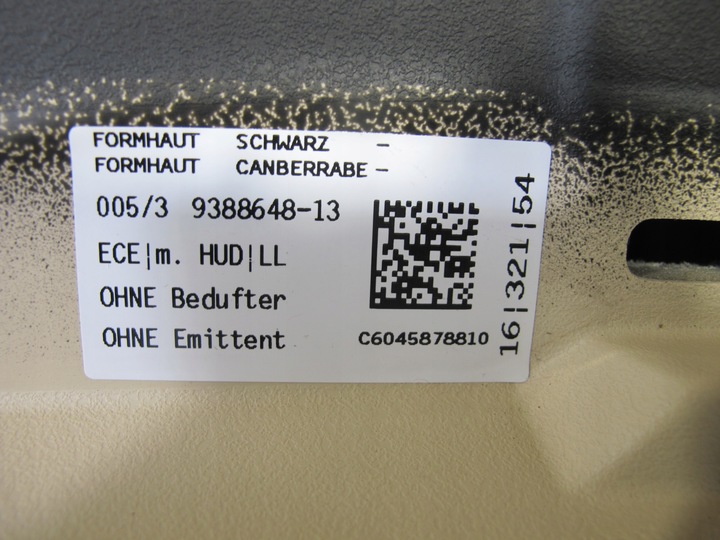 FORMHAUT SCHWARZ -
FORMHAUT CANBERRABE -
005/3 9388648-13
ECE|m. HUD|LL
OHNE Bedufter
OHNE Emittent
C6045878810
16|321|54